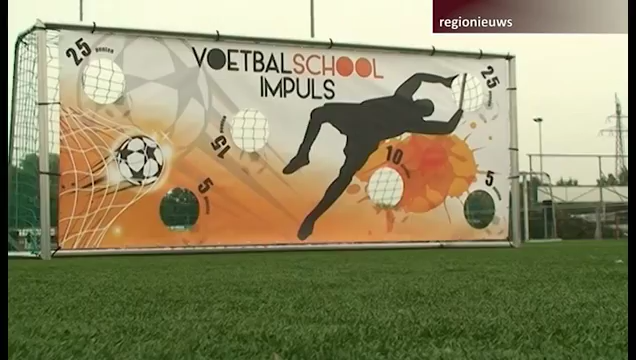 regionieuws
VOETBALSCHOOL
IMPULS
25 punten
25
15
10
5
5